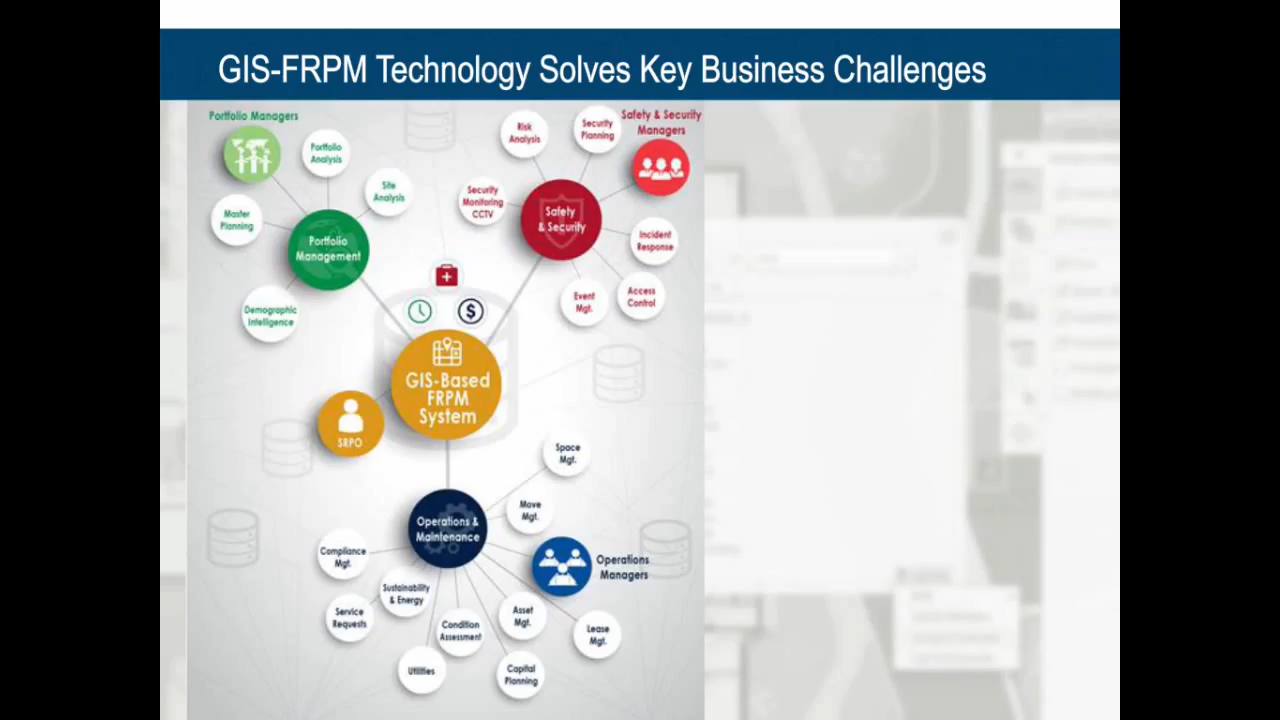 GIS-FRPM Technology Solves Key Business Challenges
Portfolio Managers
Portfolio
Analysis
Site
Analysis
Master
Planning
Portfolio
Management
Demographic
Intelligence
Risk
Analysis
Security
Planning
Safety & Security
Managers
Security
Monitoring
CCTV
Safety
& Security
Incident
Response
Event
Mgt.
Access
Control
$
GIS-Based
FRPM
System
SRPO
Space
Mgt.
Move
Mgt.
Operations &
Maintenance
Compliance
Mgt.
Operations
Managers
Sustainability
& Energy
Service
Requests
Condition
Assessment
Asset
Mgt.
Lease
Mgt.
Utilities
Capital
Planning